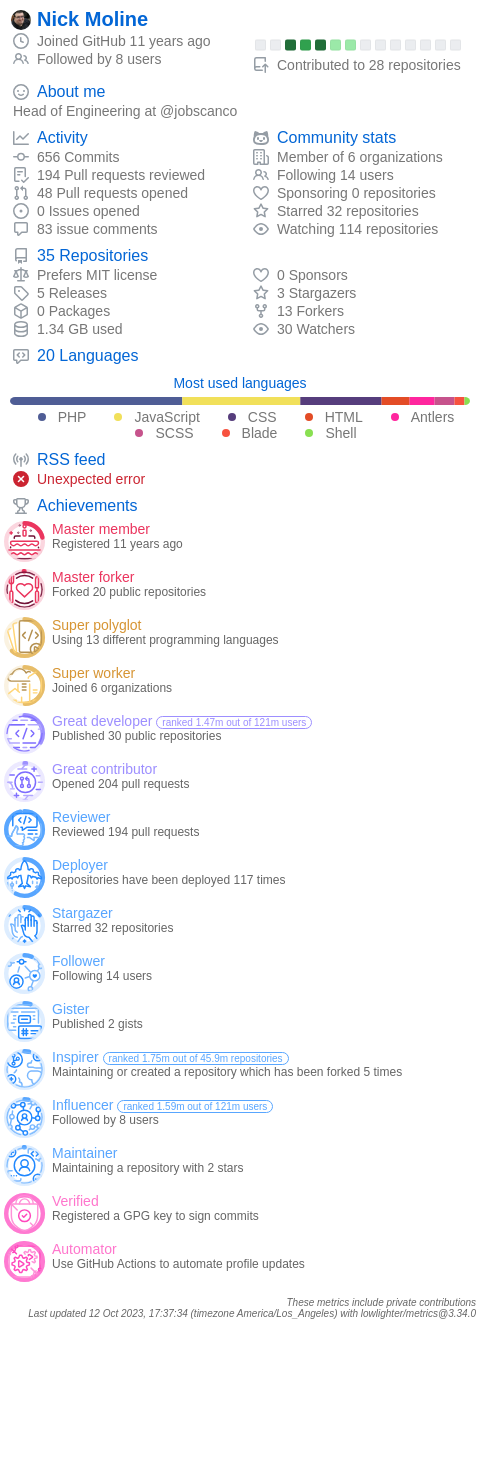 Nick Moline
Joined GitHub 11 years ago
Followed by 8 users
Contributed to 28 repositories
About me
Head of Engineering at @jobscanco
Activity
656 Commits
194 Pull requests reviewed
48 Pull requests opened
0 Issues opened
83 issue comments
Community stats
Member of 6 organizations
Following 14 users
Sponsoring 0 repositories
Starred 32 repositories
Watching 114 repositories
35 Repositories
Prefers MIT license
5 Releases
0 Packages
1.34 GB used
0 Sponsors
3 Stargazers
13 Forkers
30 Watchers
20 Languages
Most used languages
PHP JavaScript CSS HTML Antlers
SCSS Blade Shell
RSS feed
Unexpected error
Achievements
Master member
Registered 11 years ago
Master forker
Forked 20 public repositories
Super polyglot
Using 13 different programming languages
Super worker
Joined 6 organizations
Great developer ranked 1.47m out of 121m users
Published 30 public repositories
Great contributor
Opened 204 pull requests
Reviewer
Reviewed 194 pull requests
Deployer
Repositories have been deployed 117 times
Stargazer
Starred 32 repositories
Follower
Following 14 users
Gister
Published 2 gists
Inspirer ranked 1.75m out of 45.9m repositories
Maintaining or created a repository which has been forked 5 times
Influencer ranked 1.59m out of 121m users
Followed by 8 users
Maintainer
Maintaining a repository with 2 stars
Verified
Registered a GPG key to sign commits
Automator
Use GitHub Actions to automate profile updates
These metrics include private contributions
Last updated 12 Oct 2023, 17:37:34 (timezone America/Los_Angeles) with lowlighter/metrics@3.34.0